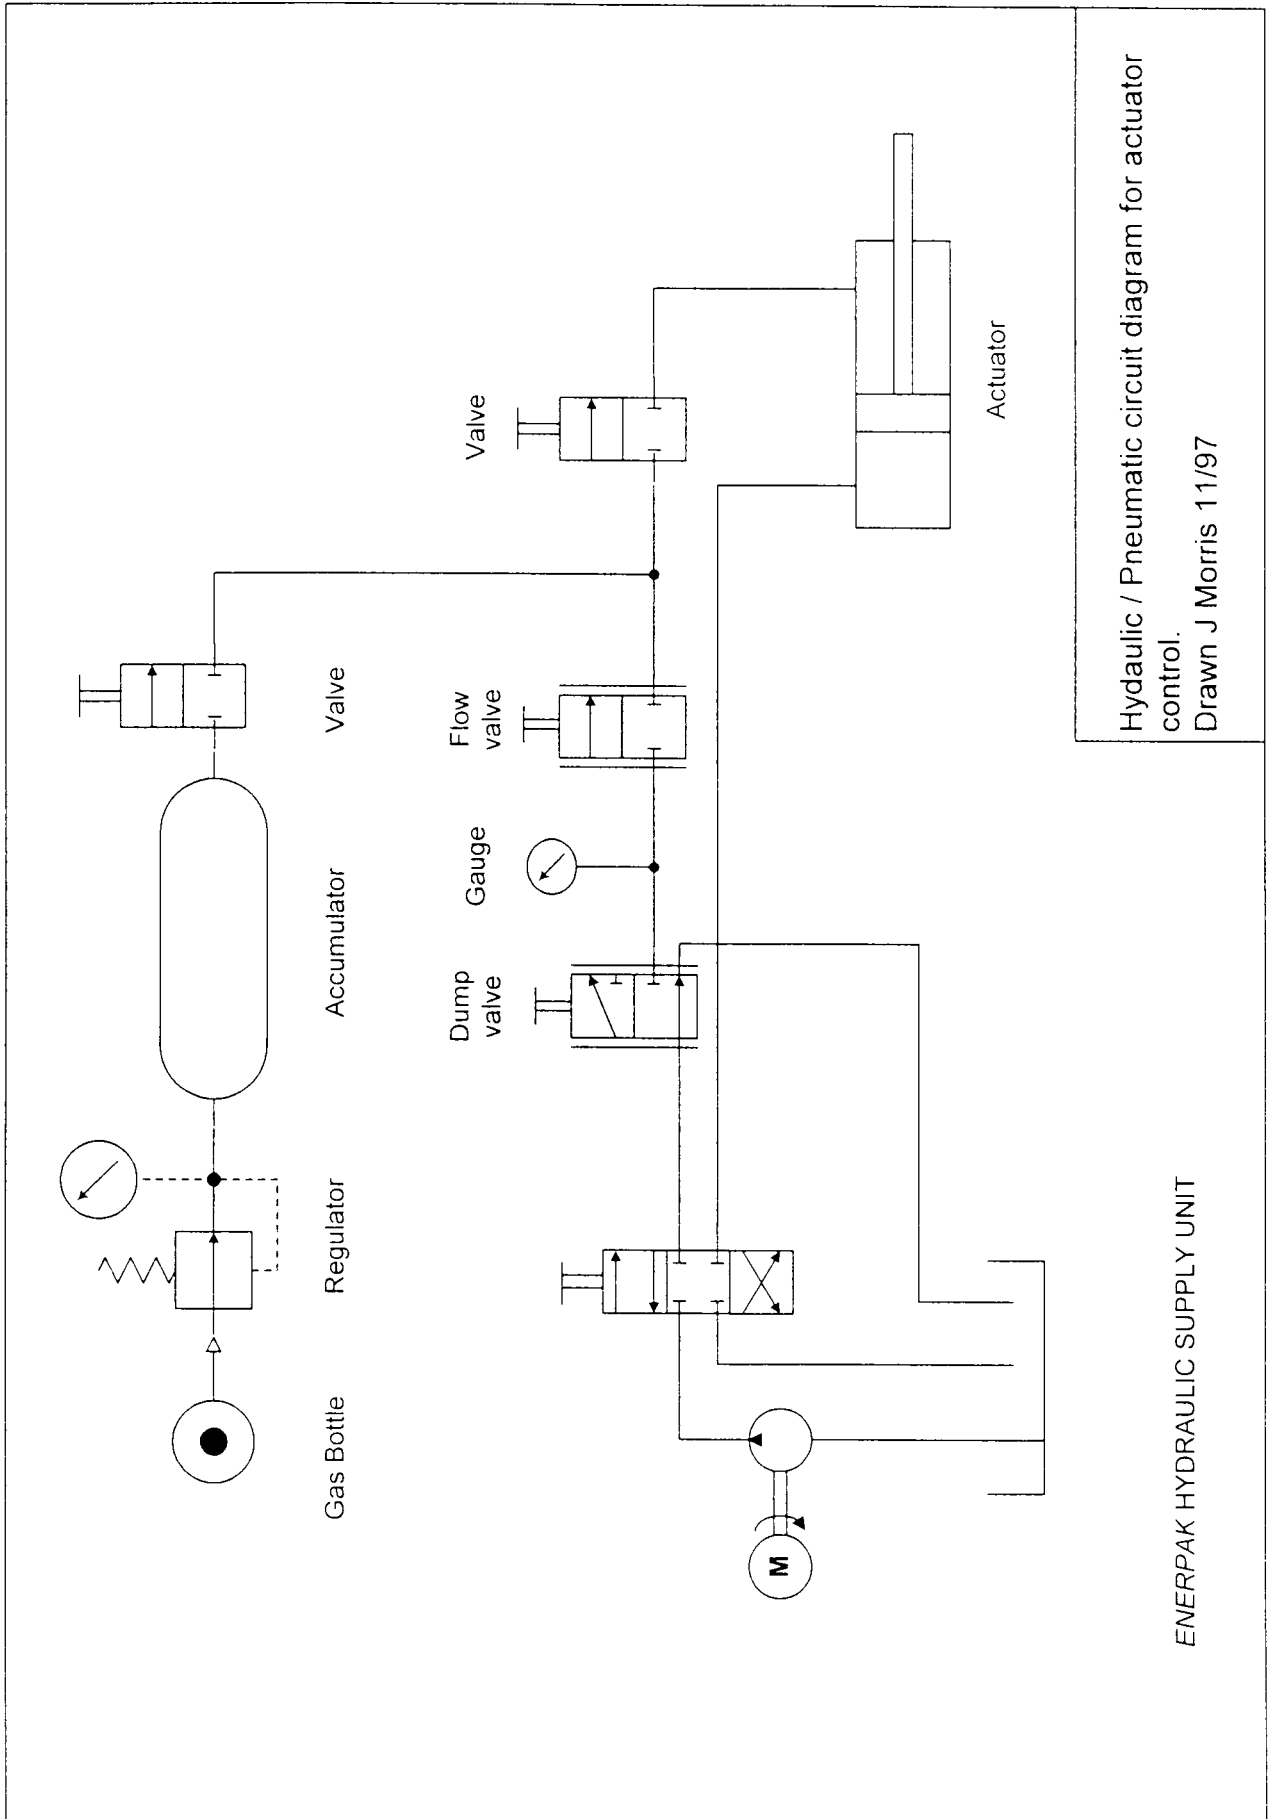 Gas Bottle
Regulator
Accumulator
Valve
Dump
valve
Gauge
Flow
valve
Valve
M
Actuator
ENERPAK HYDRAULIC SUPPLY UNIT
Hydaulic / Pneumatic circuit diagram for actuator
control.
Drawn J Morris 11/97